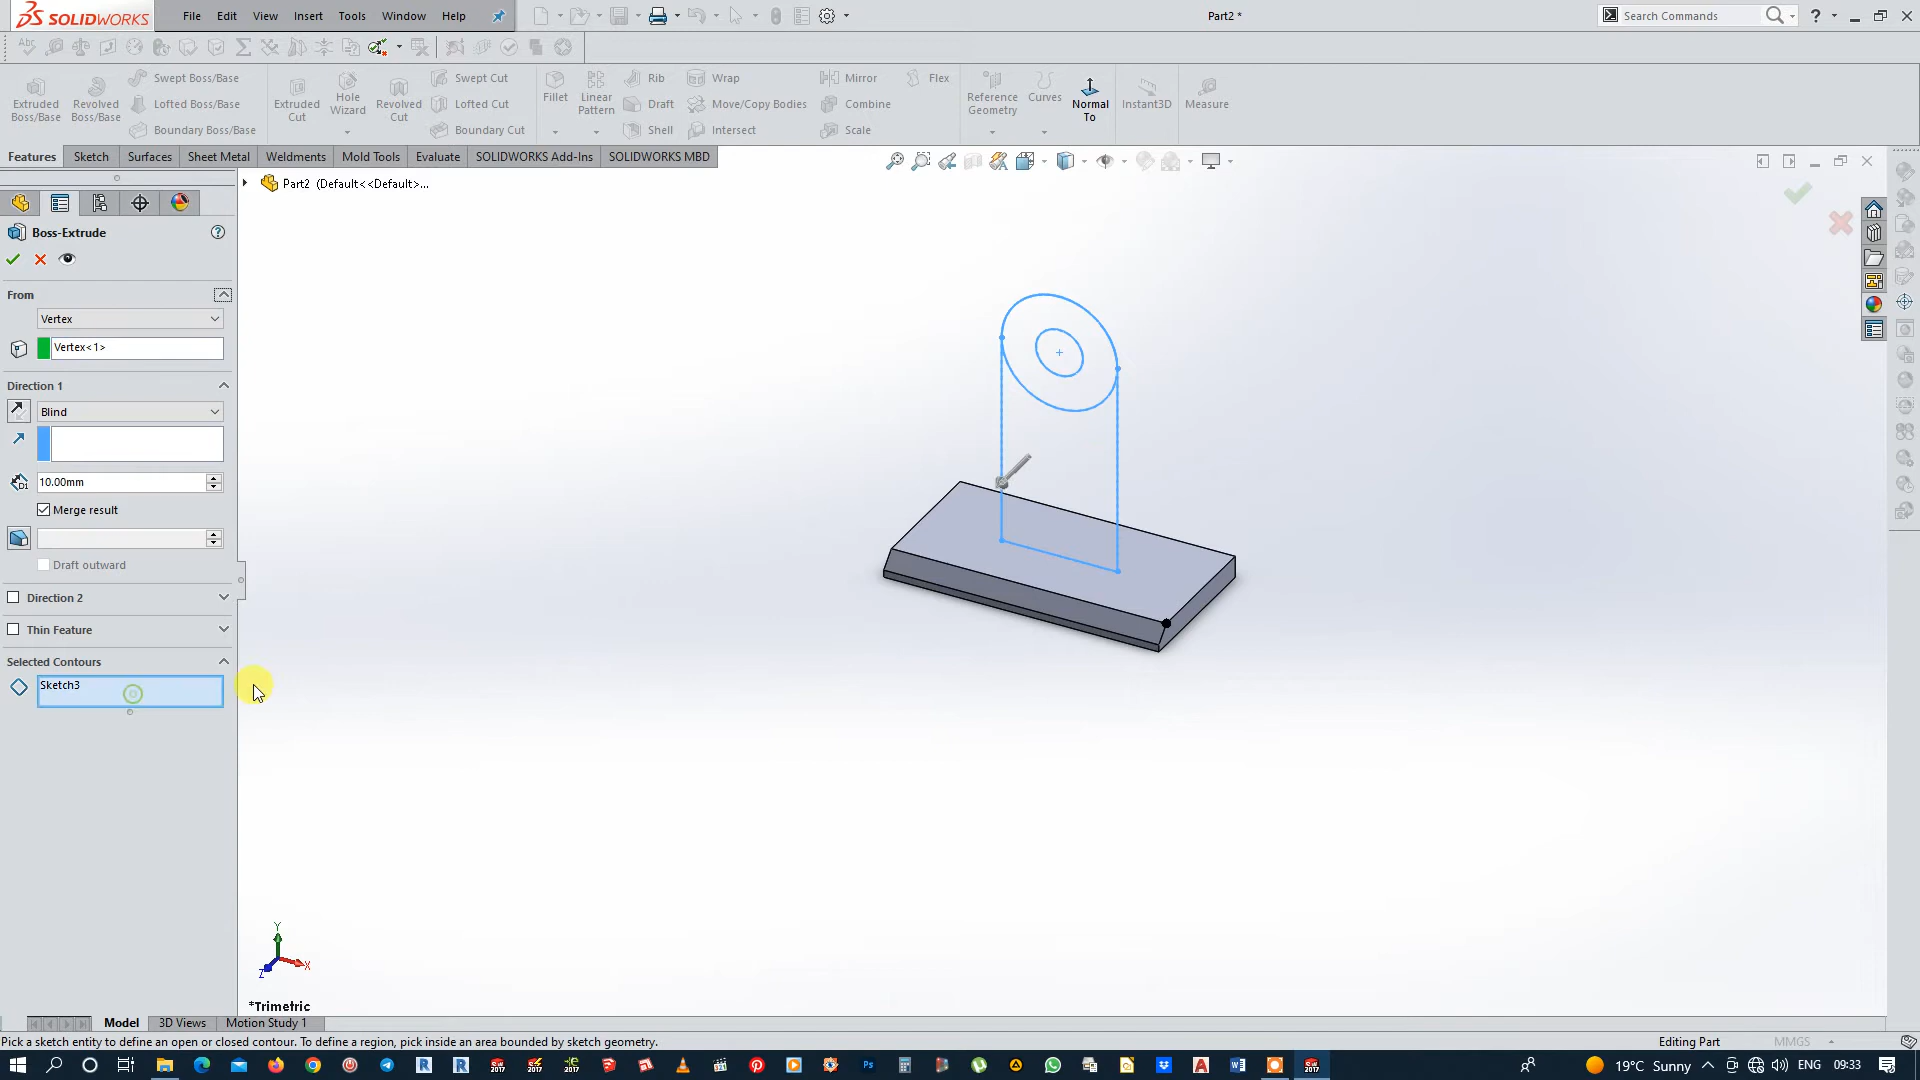 SOLIDWORKS
File Edit View Insert Tools Window Help
Part2 *
Search Commands
Extruded Boss/Base
Revolved Boss/Base
Swept Boss/Base
Lofted Boss/Base
Boundary Boss/Base
Extruded Cut
Hole Wizard
Revolved Cut
Swept Cut
Lofted Cut
Boundary Cut
Fillet
Linear Pattern
Rib
Draft
Shell
Wrap
Move/Copy Bodies
Intersect
Mirror
Combine
Scale
Flex
Reference Geometry
Curves
Normal To
Instant3D
Measure
Features Sketch Surfaces Sheet Metal Weldments Mold Tools Evaluate SOLIDWORKS Add-Ins SOLIDWORKS MBD
Part2 (Default<<Default>...
Boss-Extrude
From
Vertex
Vertex<1>
Direction 1
Blind
10.00mm
Merge result
Draft outward
Direction 2
Thin Feature
Selected Contours
Sketch3
Y
X
Z
*Trimetric
Model 3D Views Motion Study 1
Pick a sketch entity to define an open or closed contour. To define a region, pick inside an area bounded by sketch geometry.
Editing Part
MMGS
19°C Sunny
ENG
09:33